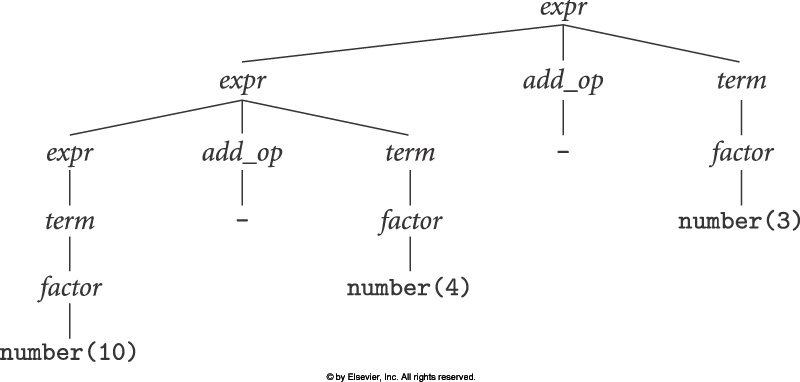 expr
expr add_op term
expr add_op term - factor
term - factor number(3)
factor number(4)
number(10)
© by Elsevier, Inc. All rights reserved.